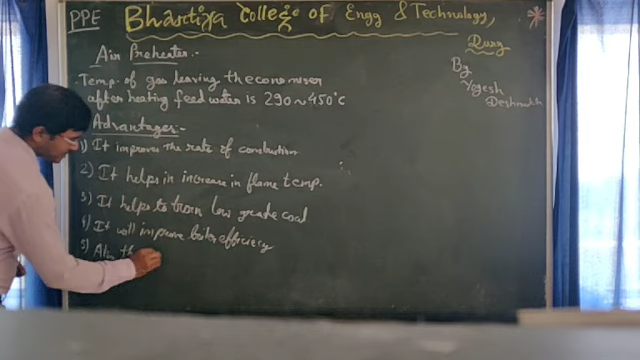 PPE
Bhartiya College of Engg & Technology,
Durg
By
Yogesh
Deshmukh
Air Preheater:-
Temp. of gas leaving the economiser
after heating feed water is 290 ~ 450°C
Advantages:-
1) It improves the rate of combustion
2) It helps in increase in flame temp.
3) It helps to burn low grade coal
4) It will improve boiler efficiency
5)